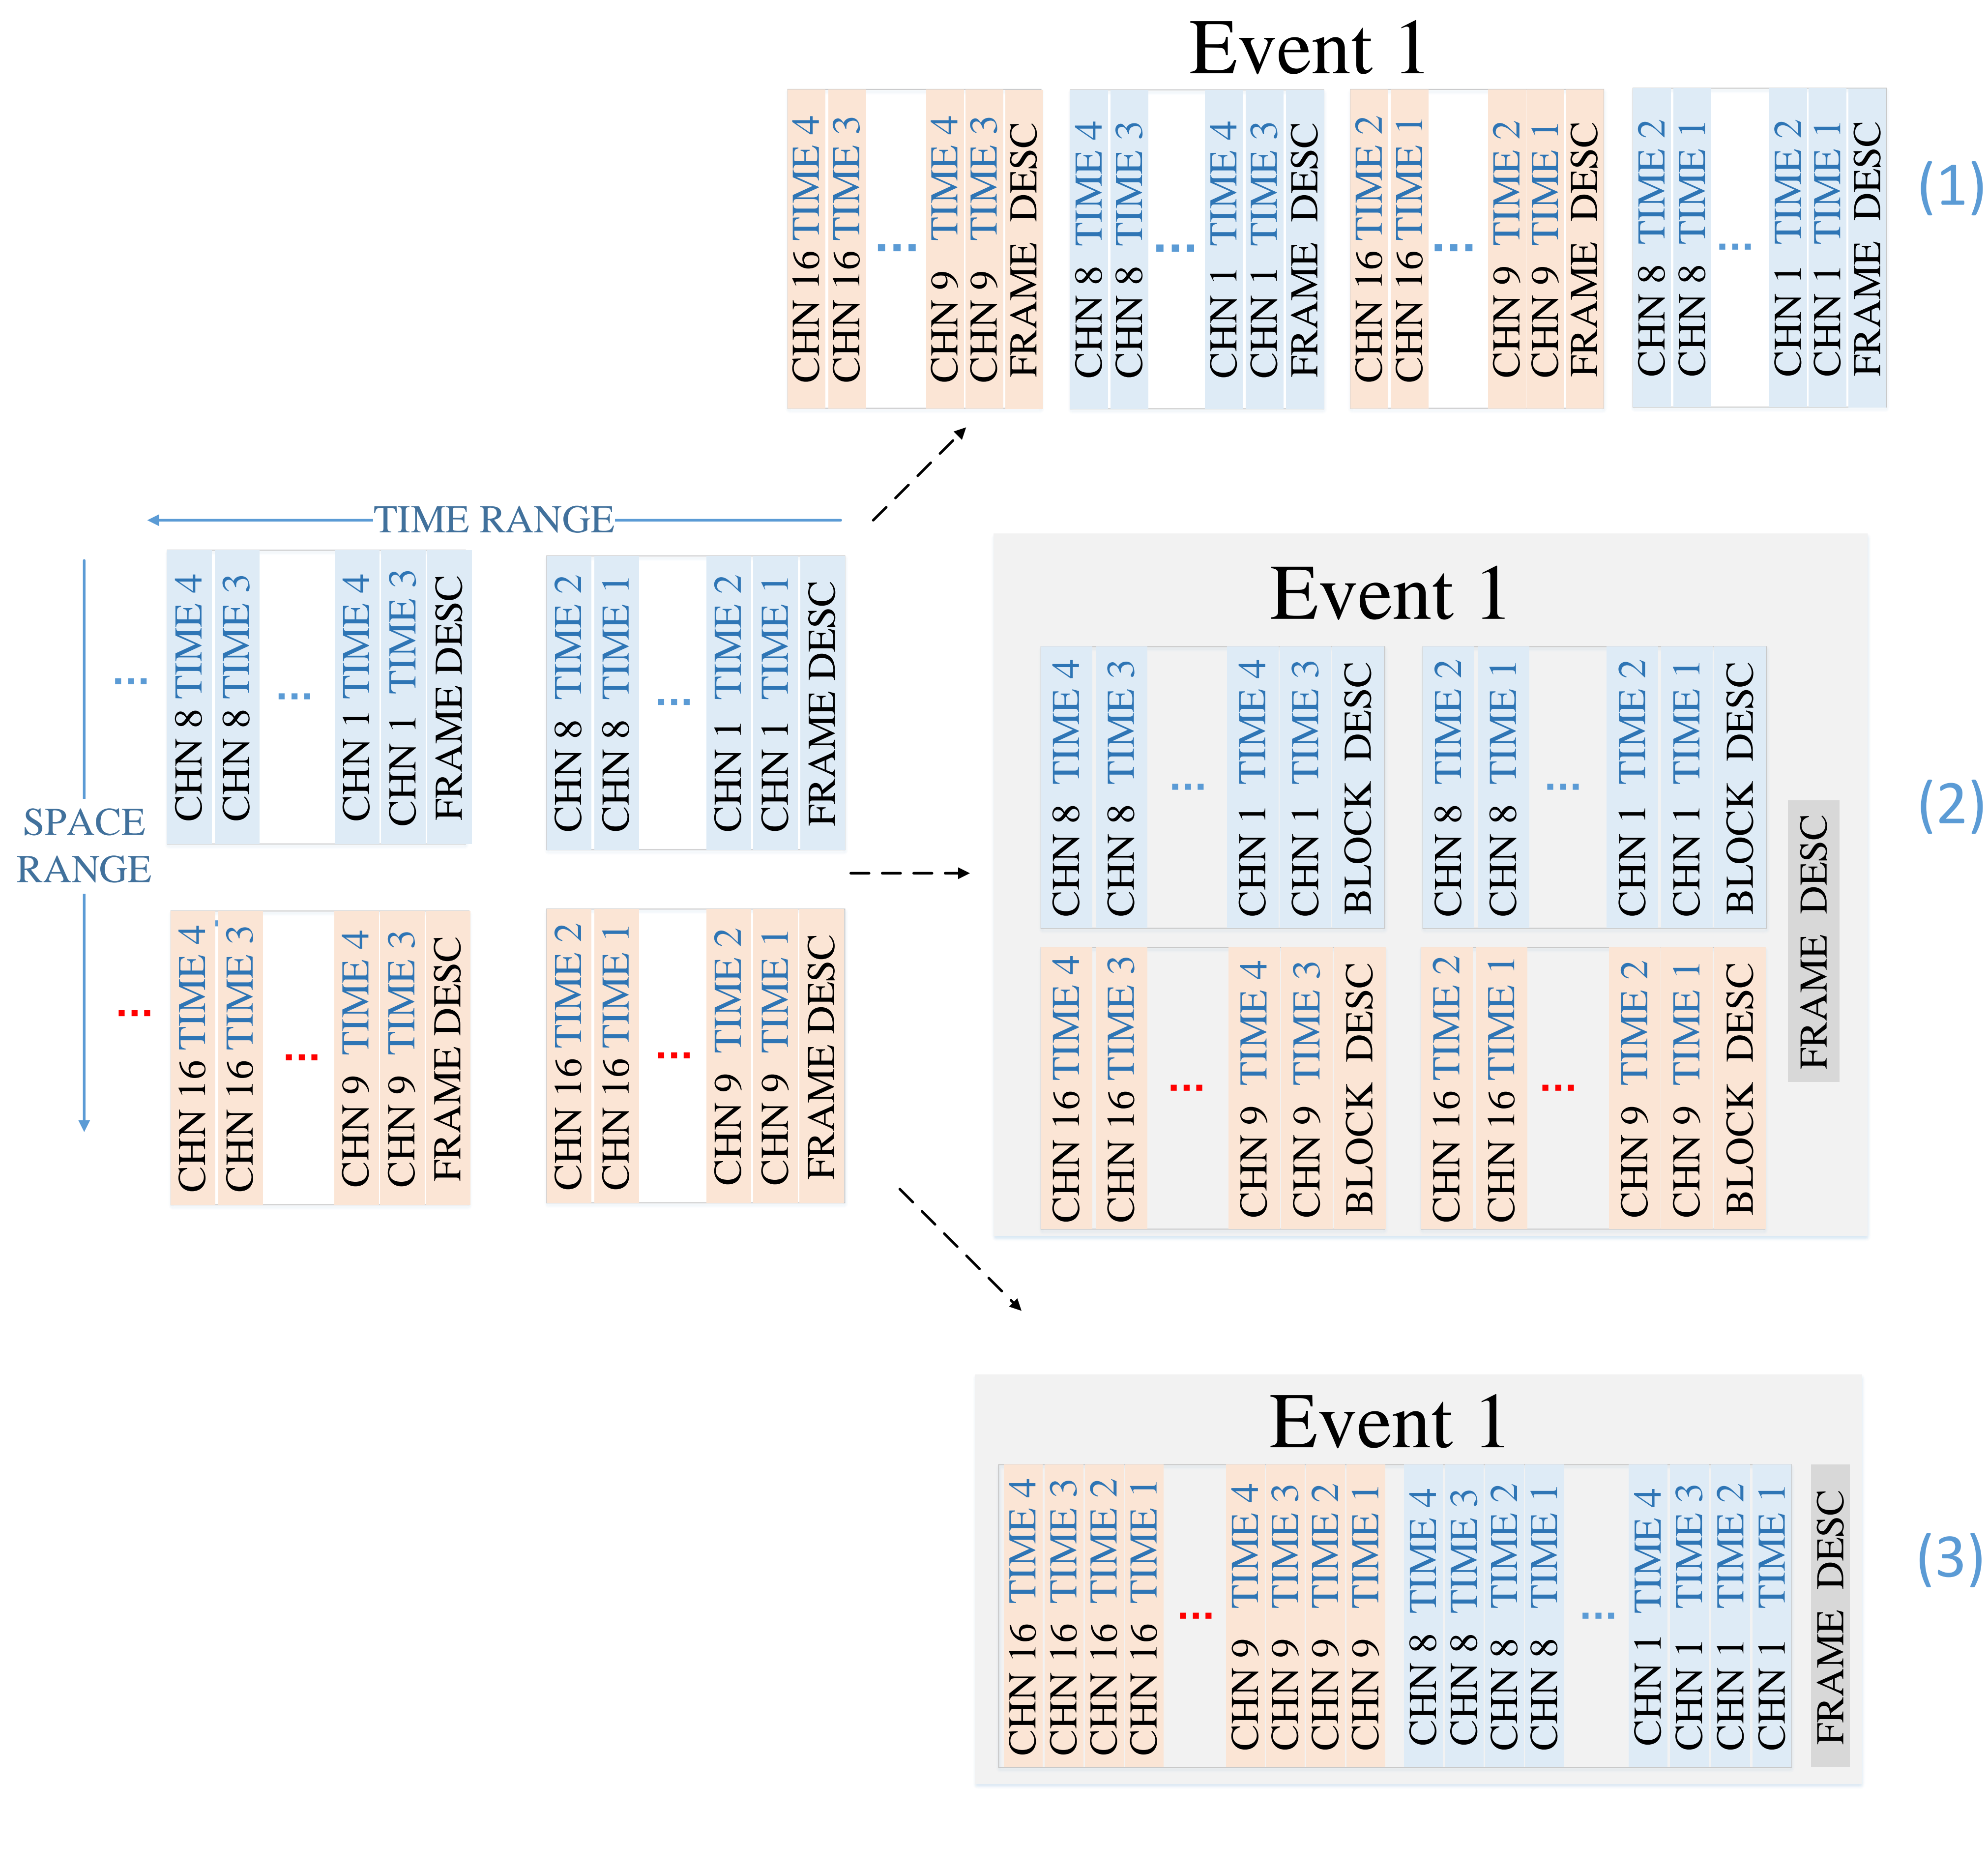 Event 1
CHN 16 TIME 4
CHN 16 TIME 3
...
CHN 9 TIME 4
CHN 9 TIME 3
FRAME DESC
CHN 8 TIME 4
CHN 8 TIME 3
...
CHN 1 TIME 4
CHN 1 TIME 3
FRAME DESC
CHN 16 TIME 2
CHN 16 TIME 1
...
CHN 9 TIME 2
CHN 9 TIME 1
FRAME DESC
CHN 8 TIME 2
CHN 8 TIME 1
...
CHN 1 TIME 2
CHN 1 TIME 1
FRAME DESC
(1)
TIME RANGE
SPACE
RANGE
...
CHN 8 TIME 4
CHN 8 TIME 3
...
CHN 1 TIME 4
CHN 1 TIME 3
FRAME DESC
CHN 8 TIME 2
CHN 8 TIME 1
...
CHN 1 TIME 2
CHN 1 TIME 1
FRAME DESC
...
CHN 16 TIME 4
CHN 16 TIME 3
...
CHN 9 TIME 4
CHN 9 TIME 3
FRAME DESC
CHN 16 TIME 2
CHN 16 TIME 1
...
CHN 9 TIME 2
CHN 9 TIME 1
FRAME DESC
Event 1
CHN 8 TIME 4
CHN 8 TIME 3
...
CHN 1 TIME 4
CHN 1 TIME 3
BLOCK DESC
CHN 8 TIME 2
CHN 8 TIME 1
...
CHN 1 TIME 2
CHN 1 TIME 1
BLOCK DESC
CHN 16 TIME 4
CHN 16 TIME 3
...
CHN 9 TIME 4
CHN 9 TIME 3
BLOCK DESC
CHN 16 TIME 2
CHN 16 TIME 1
...
CHN 9 TIME 2
CHN 9 TIME 1
BLOCK DESC
FRAME DESC
(2)
Event 1
CHN 16 TIME 4
CHN 16 TIME 3
CHN 16 TIME 2
CHN 16 TIME 1
...
CHN 9 TIME 4
CHN 9 TIME 3
CHN 9 TIME 2
CHN 9 TIME 1
CHN 8 TIME 4
CHN 8 TIME 3
CHN 8 TIME 2
CHN 8 TIME 1
...
CHN 1 TIME 4
CHN 1 TIME 3
CHN 1 TIME 2
CHN 1 TIME 1
FRAME DESC
(3)